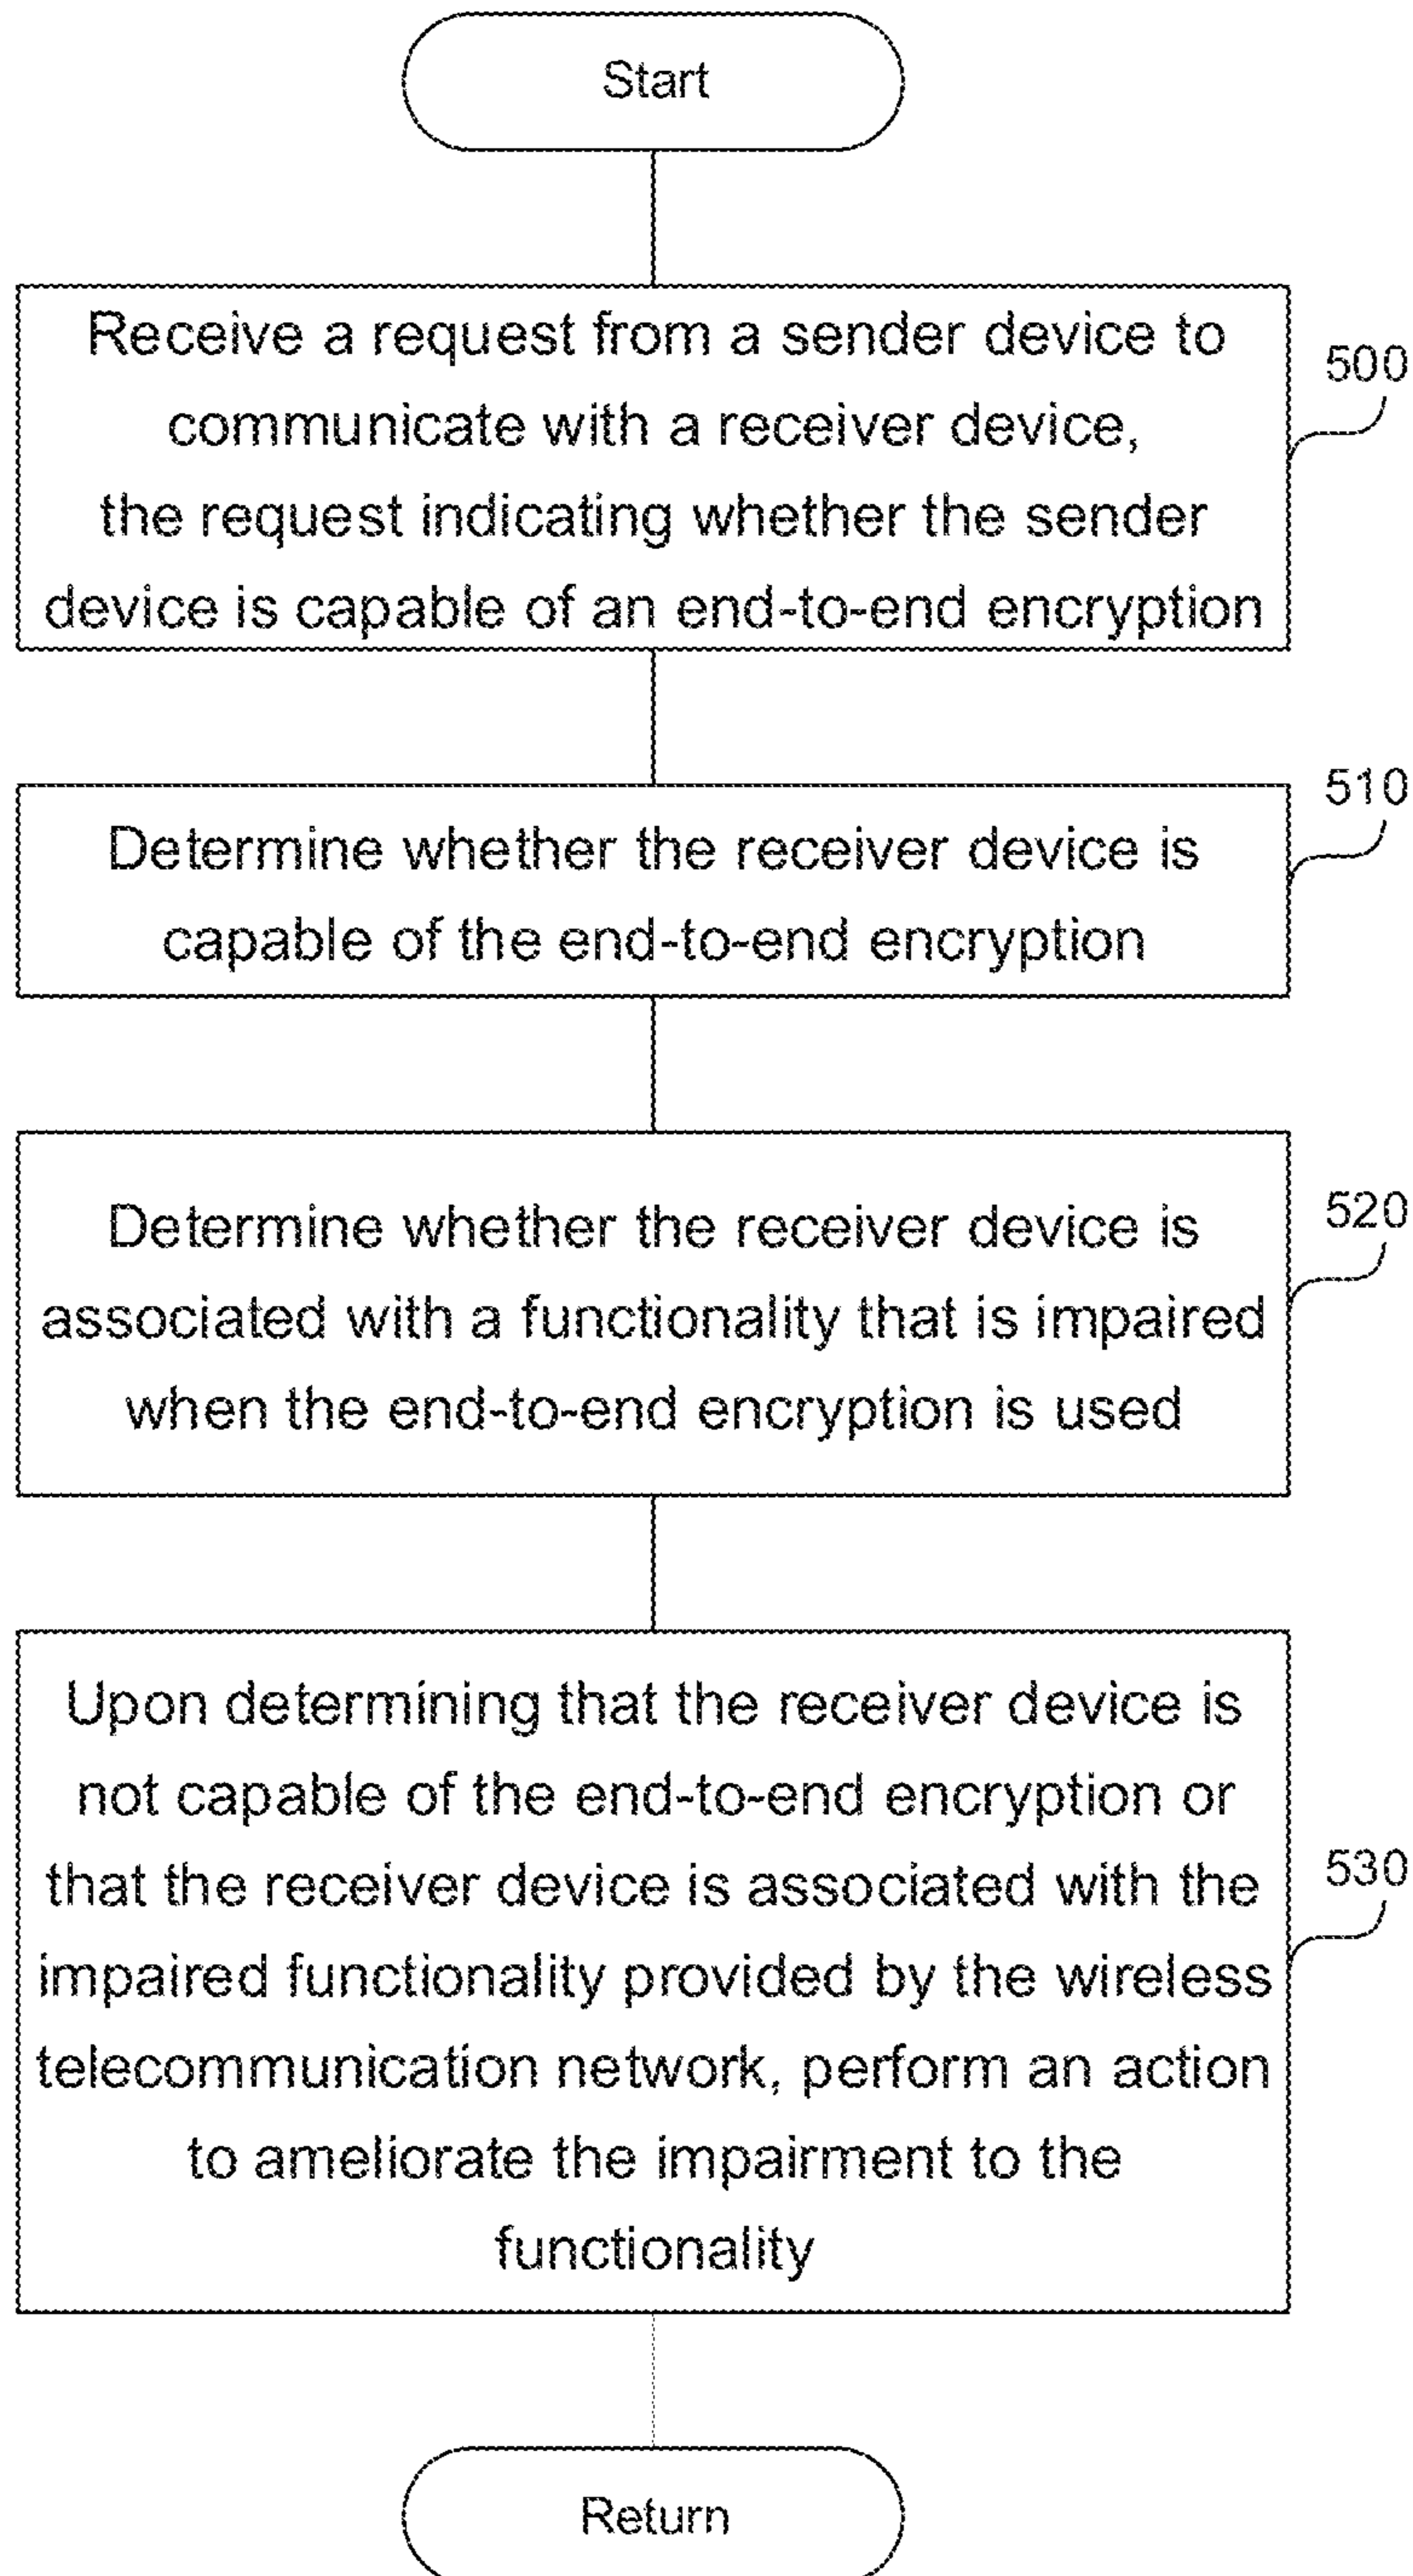 Start
Receive a request from a sender device to
communicate with a receiver device,
the request indicating whether the sender
device is capable of an end-to-end encryption
500
Determine whether the receiver device is
capable of the end-to-end encryption
510
Determine whether the receiver device is
associated with a functionality that is impaired
when the end-to-end encryption is used
520
Upon determining that the receiver device is
not capable of the end-to-end encryption or
that the receiver device is associated with the
impaired functionality provided by the wireless
telecommunication network, perform an action
to ameliorate the impairment to the
functionality
530
Return